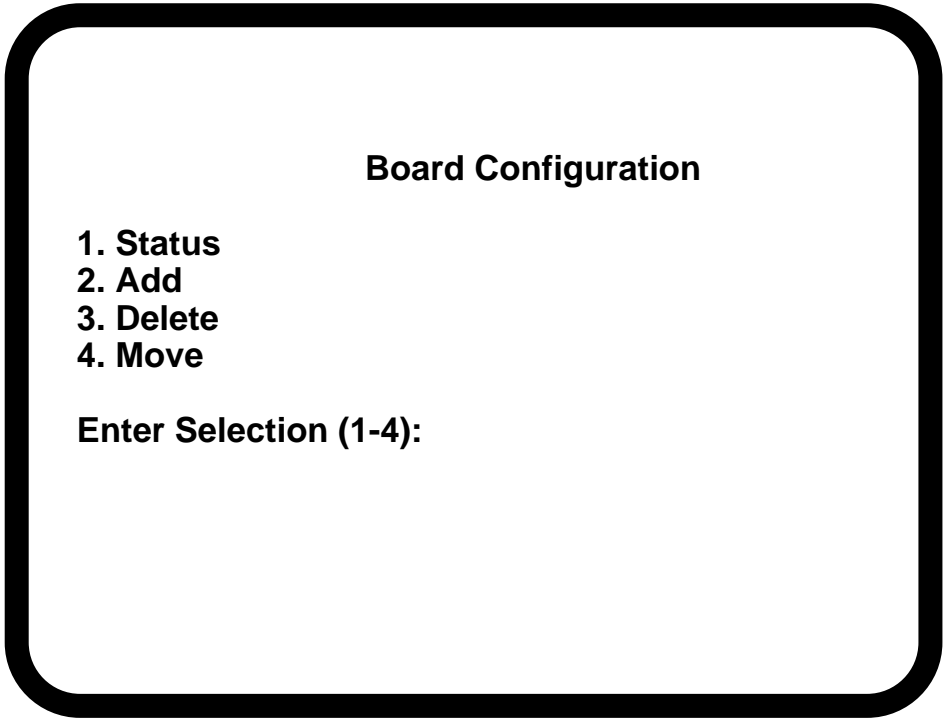 Board Configuration
1. Status
2. Add
3. Delete
4. Move
Enter Selection (1-4):